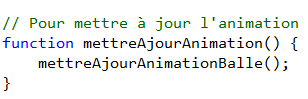 // Pour mettre à jour l'animation
function mettreAjourAnimation() {
    mettreAjourAnimationBalle();
}